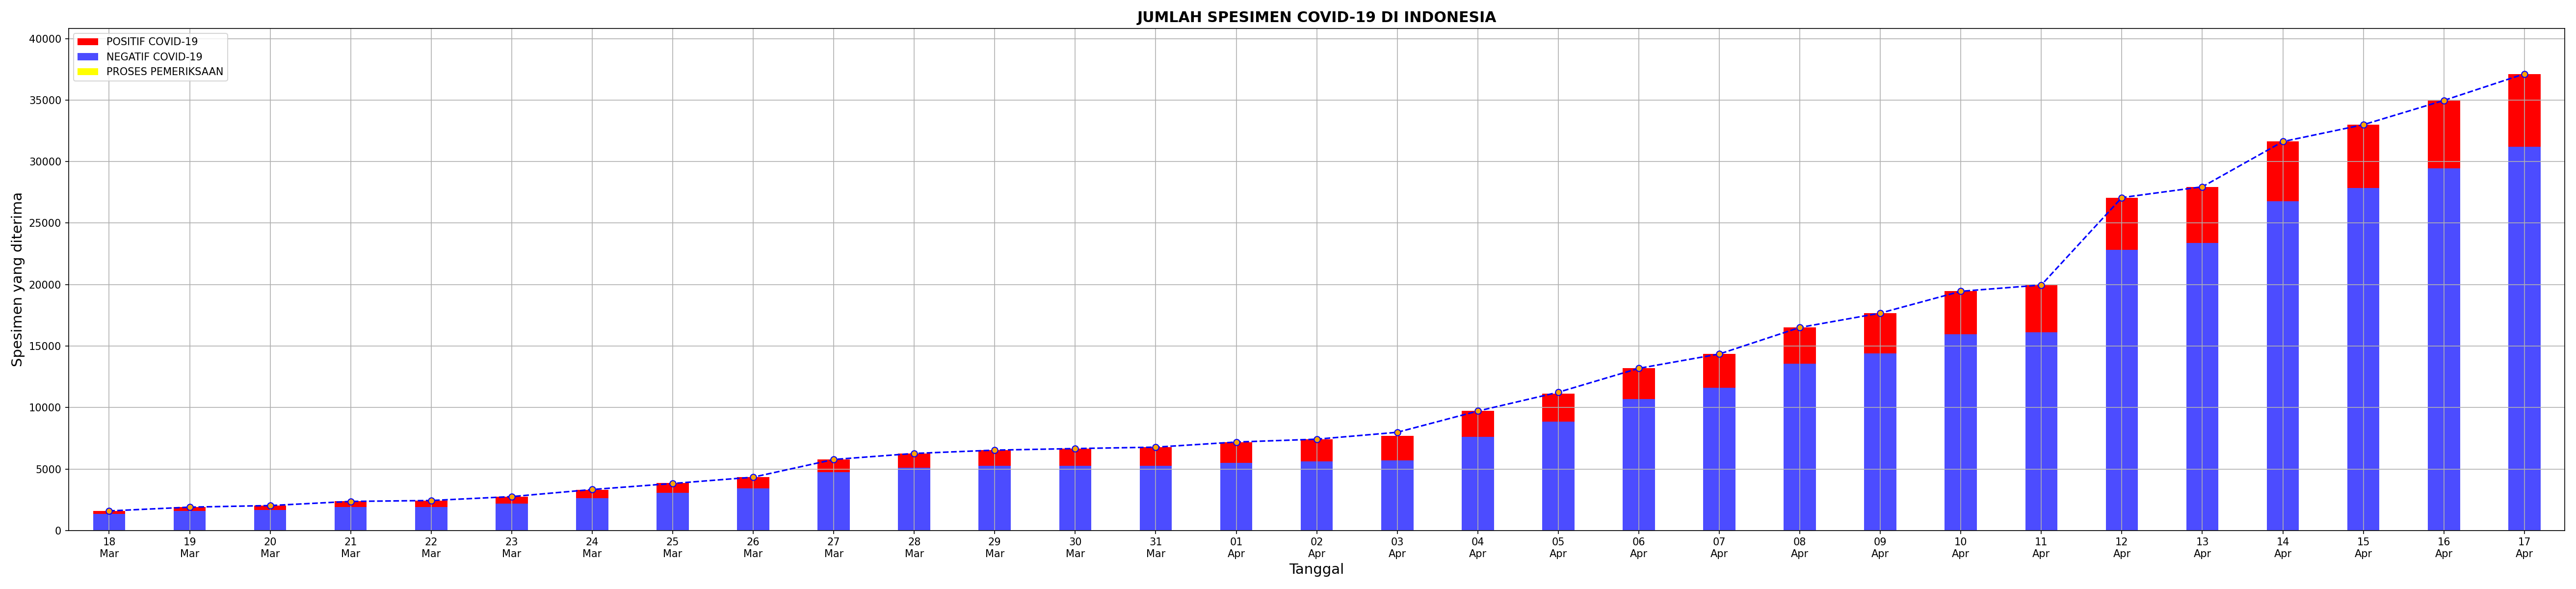 JUMLAH SPESIMEN COVID-19 DI INDONESIA
POSITIF COVID-19
NEGATIF COVID-19
PROSES PEMERIKSAAN
Spesimen yang diterima
40000
35000
30000
25000
20000
15000
10000
5000
0
18 19 20 21 22 23 24 25 26 27 28 29 30 31 01 02 03 04 05 06 07 08 09 10 11 12 13 14 15 16 17
Mar Mar Mar Mar Mar Mar Mar Mar Mar Mar Mar Mar Mar Mar Apr Apr Apr Apr Apr Apr Apr Apr Apr Apr Apr Apr Apr Apr Apr Apr Apr
Tanggal